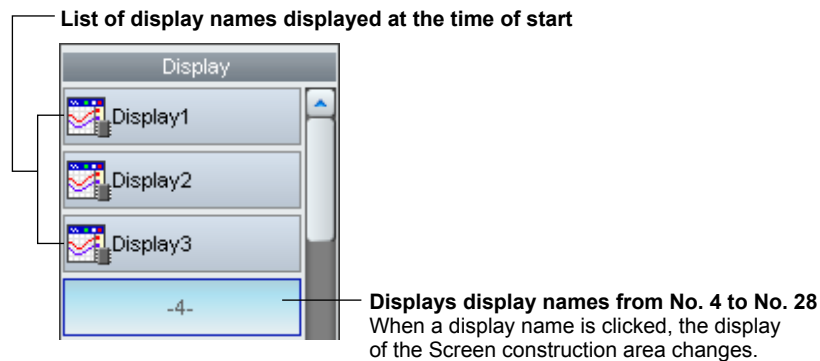 List of display names displayed at the time of start
Display
Display1
Display2
Display3
-4-
Displays display names from No. 4 to No. 28
When a display name is clicked, the display
of the Screen construction area changes.